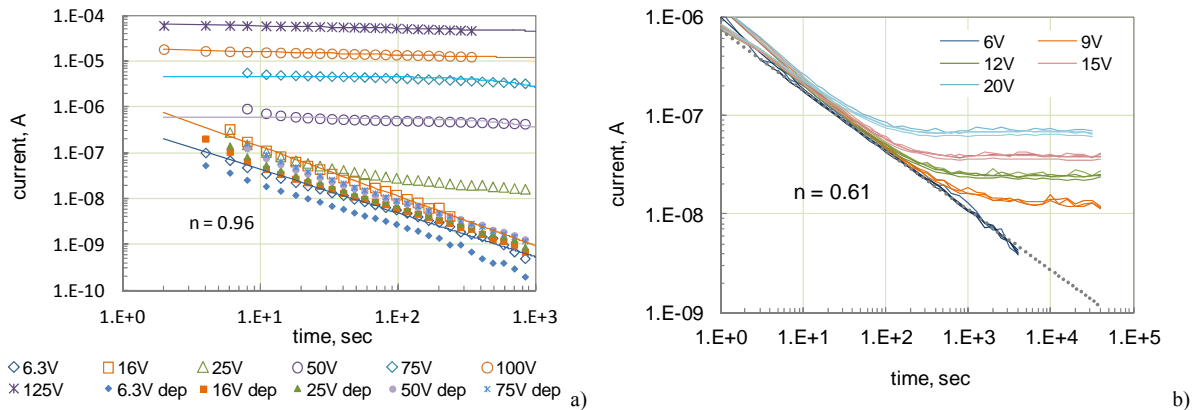 1.E-04
1.E-05
1.E-06
1.E-07
1.E-08
1.E-09
1.E-10
current, A
n = 0.96
1.E+0 1.E+1 1.E+2 1.E+3
time, sec
6.3V 16V 25V 50V 75V 100V
125V 6.3V dep 16V dep 25V dep 50V dep 75V dep
a)
1.E-06
1.E-07
1.E-08
1.E-09
current, A
6V 9V
12V 15V
20V
n = 0.61
1.E+0 1.E+1 1.E+2 1.E+3 1.E+4 1.E+5
time, sec
b)